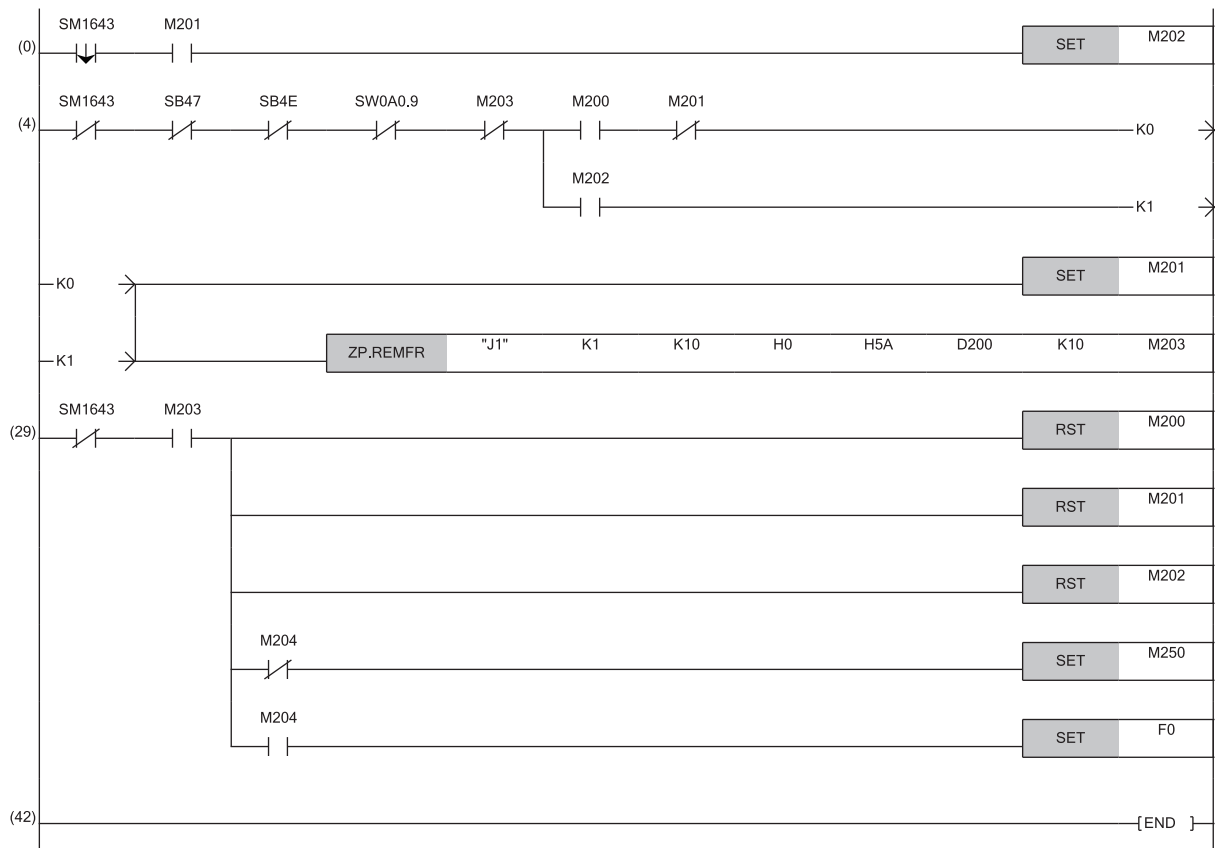 SM1643 M201
(0) SET M202
SM1643 SB47 SB4E SW0A0.9 M203 M200 M201
(4) K0
M202
K1
K0 SET M201
K1 ZP.REMFR "J1" K1 K10 H0 H5A D200 K10 M203
SM1643 M203
(29) RST M200
RST M201
RST M202
M204
SET M250
M204
SET F0
(42) [END ]